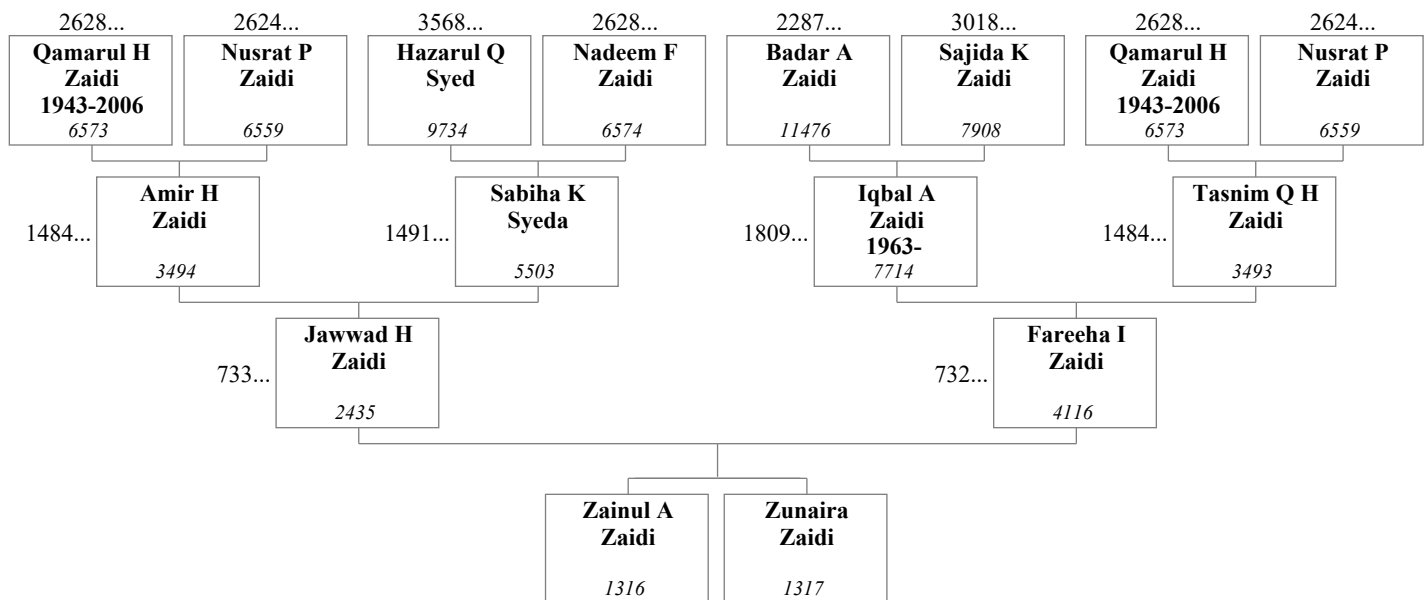 2628... 2624... 3568... 2628... 2287... 3018... 2628... 2624...
Qamarul H
Zaidi
1943-2006
6573
Nusrat P
Zaidi
6559
Hazarul Q
Syed
9734
Nadeem F
Zaidi
6574
Badar A
Zaidi
11476
Sajida K
Zaidi
7908
Qamarul H
Zaidi
1943-2006
6573
Nusrat P
Zaidi
6559
1484...
Amir H
Zaidi
3494
1491...
Sabiha K
Syeda
5503
1809...
Iqbal A
Zaidi
1963-
7714
1484...
Tasnim Q H
Zaidi
3493
733...
Jawwad H
Zaidi
2435
732...
Fareeha I
Zaidi
4116
Zainul A
Zaidi
1316
Zunaira
Zaidi
1317